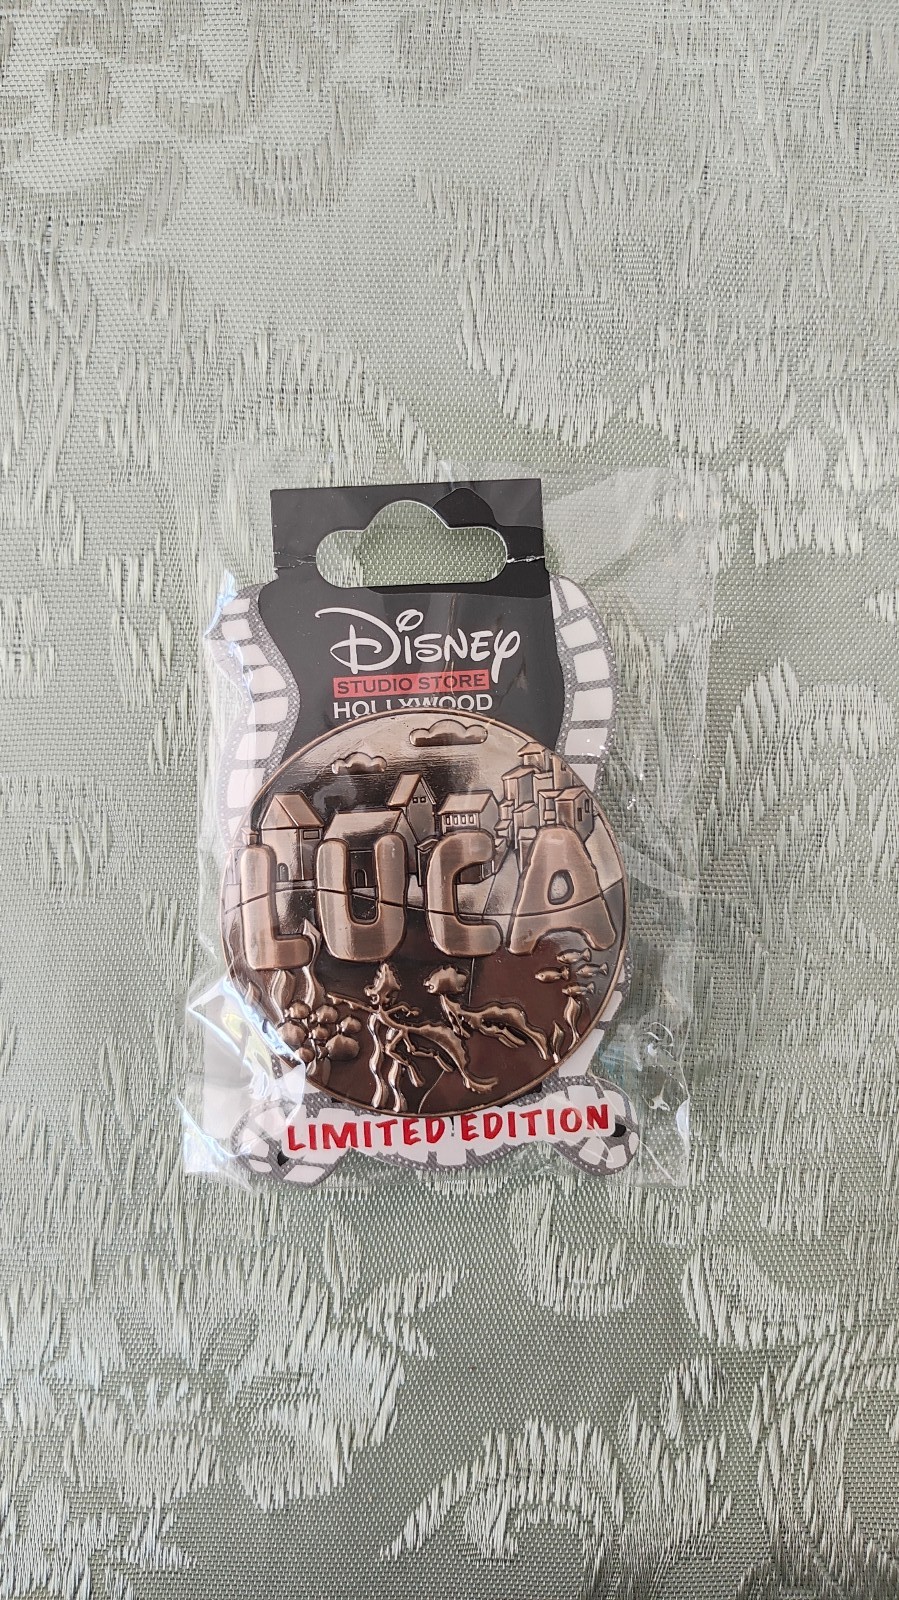 Disney
STUDIO STORE
HOLLYWOOD
LUCA
LIMITED EDITION